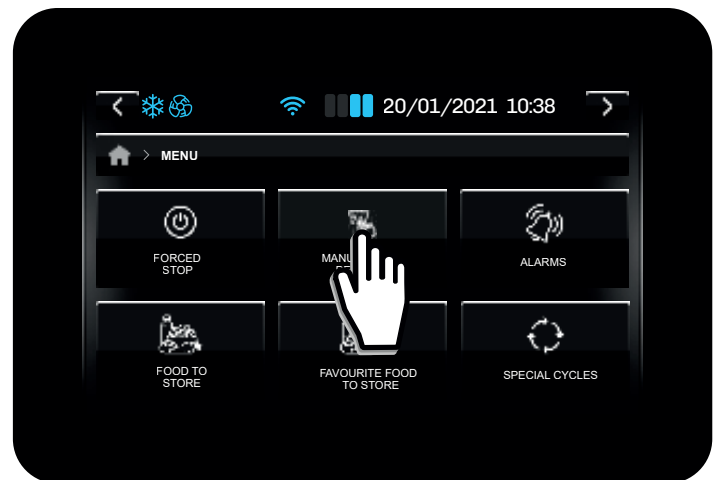 20/01/2021 10:38
> MENU
FORCED
STOP
ALARMS
FOOD TO
STORE
FAVOURITE FOOD
TO STORE
SPECIAL CYCLES